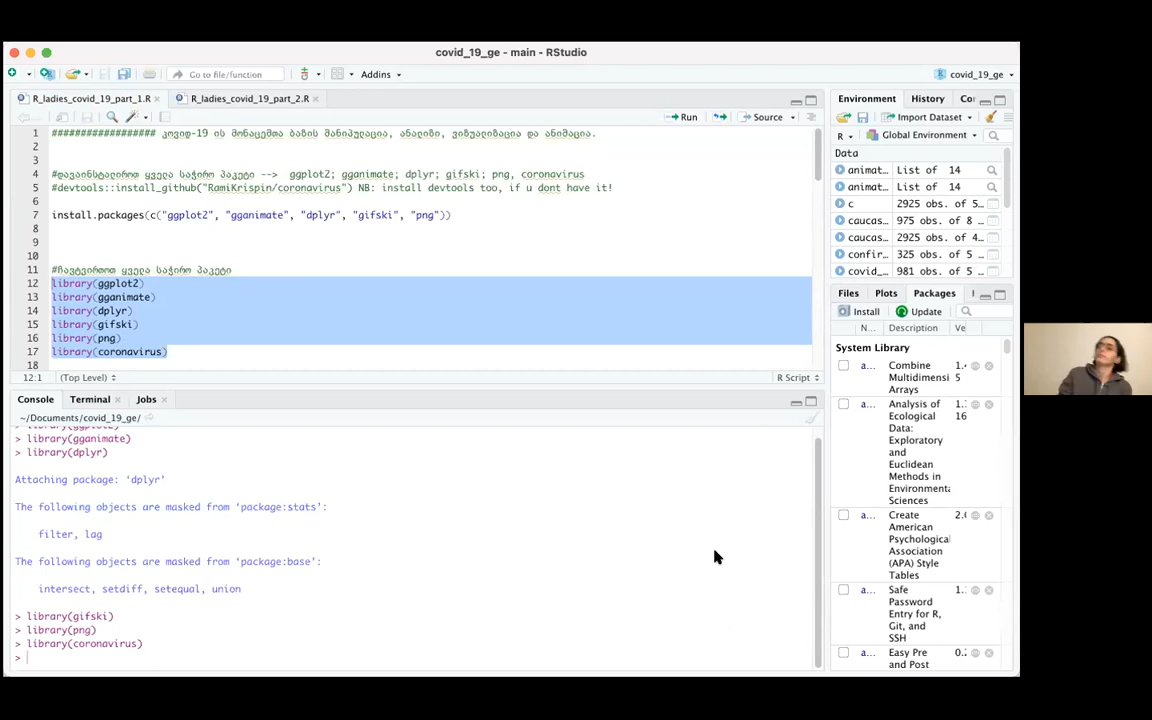 covid_19_ge - main - RStudio
Go to file/function
Addins
covid_19_ge
R_ladies_covid_19_part_1.R
R_ladies_covid_19_part_2.R
Run
Source
1 ################## კოვიდ-19 ის მონაცემთა ბაზის მანიპულაცია, ანალიზი, ვიზუალიზაცია და ანიმაცია.
2
3
4 #დავაინსტალიროთ ყველა საჭირო პაკეტი --> ggplot2; gganimate; dplyr; gifski; png, coronavirus
5 #devtools::install_github("RamiKrispin/coronavirus") NB: install devtools too, if u dont have it!
6
7 install.packages(c("ggplot2", "gganimate", "dplyr", "gifski", "png"))
8
9
10
11 #ჩავტვირთოთ ყველა საჭირო პაკეტი
12 library(ggplot2)
13 library(gganimate)
14 library(dplyr)
15 library(gifski)
16 library(png)
17 library(coronavirus)
18
12:1 (Top Level) R Script
Console Terminal Jobs
~/Documents/covid_19_ge/
> library(ggplot2)
> library(gganimate)
> library(dplyr)
Attaching package: ‘dplyr’
The following objects are masked from ‘package:stats’:
filter, lag
The following objects are masked from ‘package:base’:
intersect, setdiff, setequal, union
> library(gifski)
> library(png)
> library(coronavirus)
>
Environment History Co
Import Dataset
R Global Environment
Data
animat… List of 14
animat… List of 14
c 2925 obs. of 5…
caucas… 975 obs. of 8 …
caucas… 2925 obs. of 4…
confir… 325 obs. of 5 …
covid_… 981 obs. of 5 …
Files Plots Packages
Install Update
N... Description Ve
System Library
a... Combine Multidimensi Arrays 1.4 5
a... Analysis of Ecological Data: Exploratory and Euclidean Methods in Environmenta Sciences 1. 16
a... Create American Psychological Association (APA) Style Tables 2.0
a... Safe Password Entry for R, Git, and SSH 1.
a... Easy Pre and Post 0.